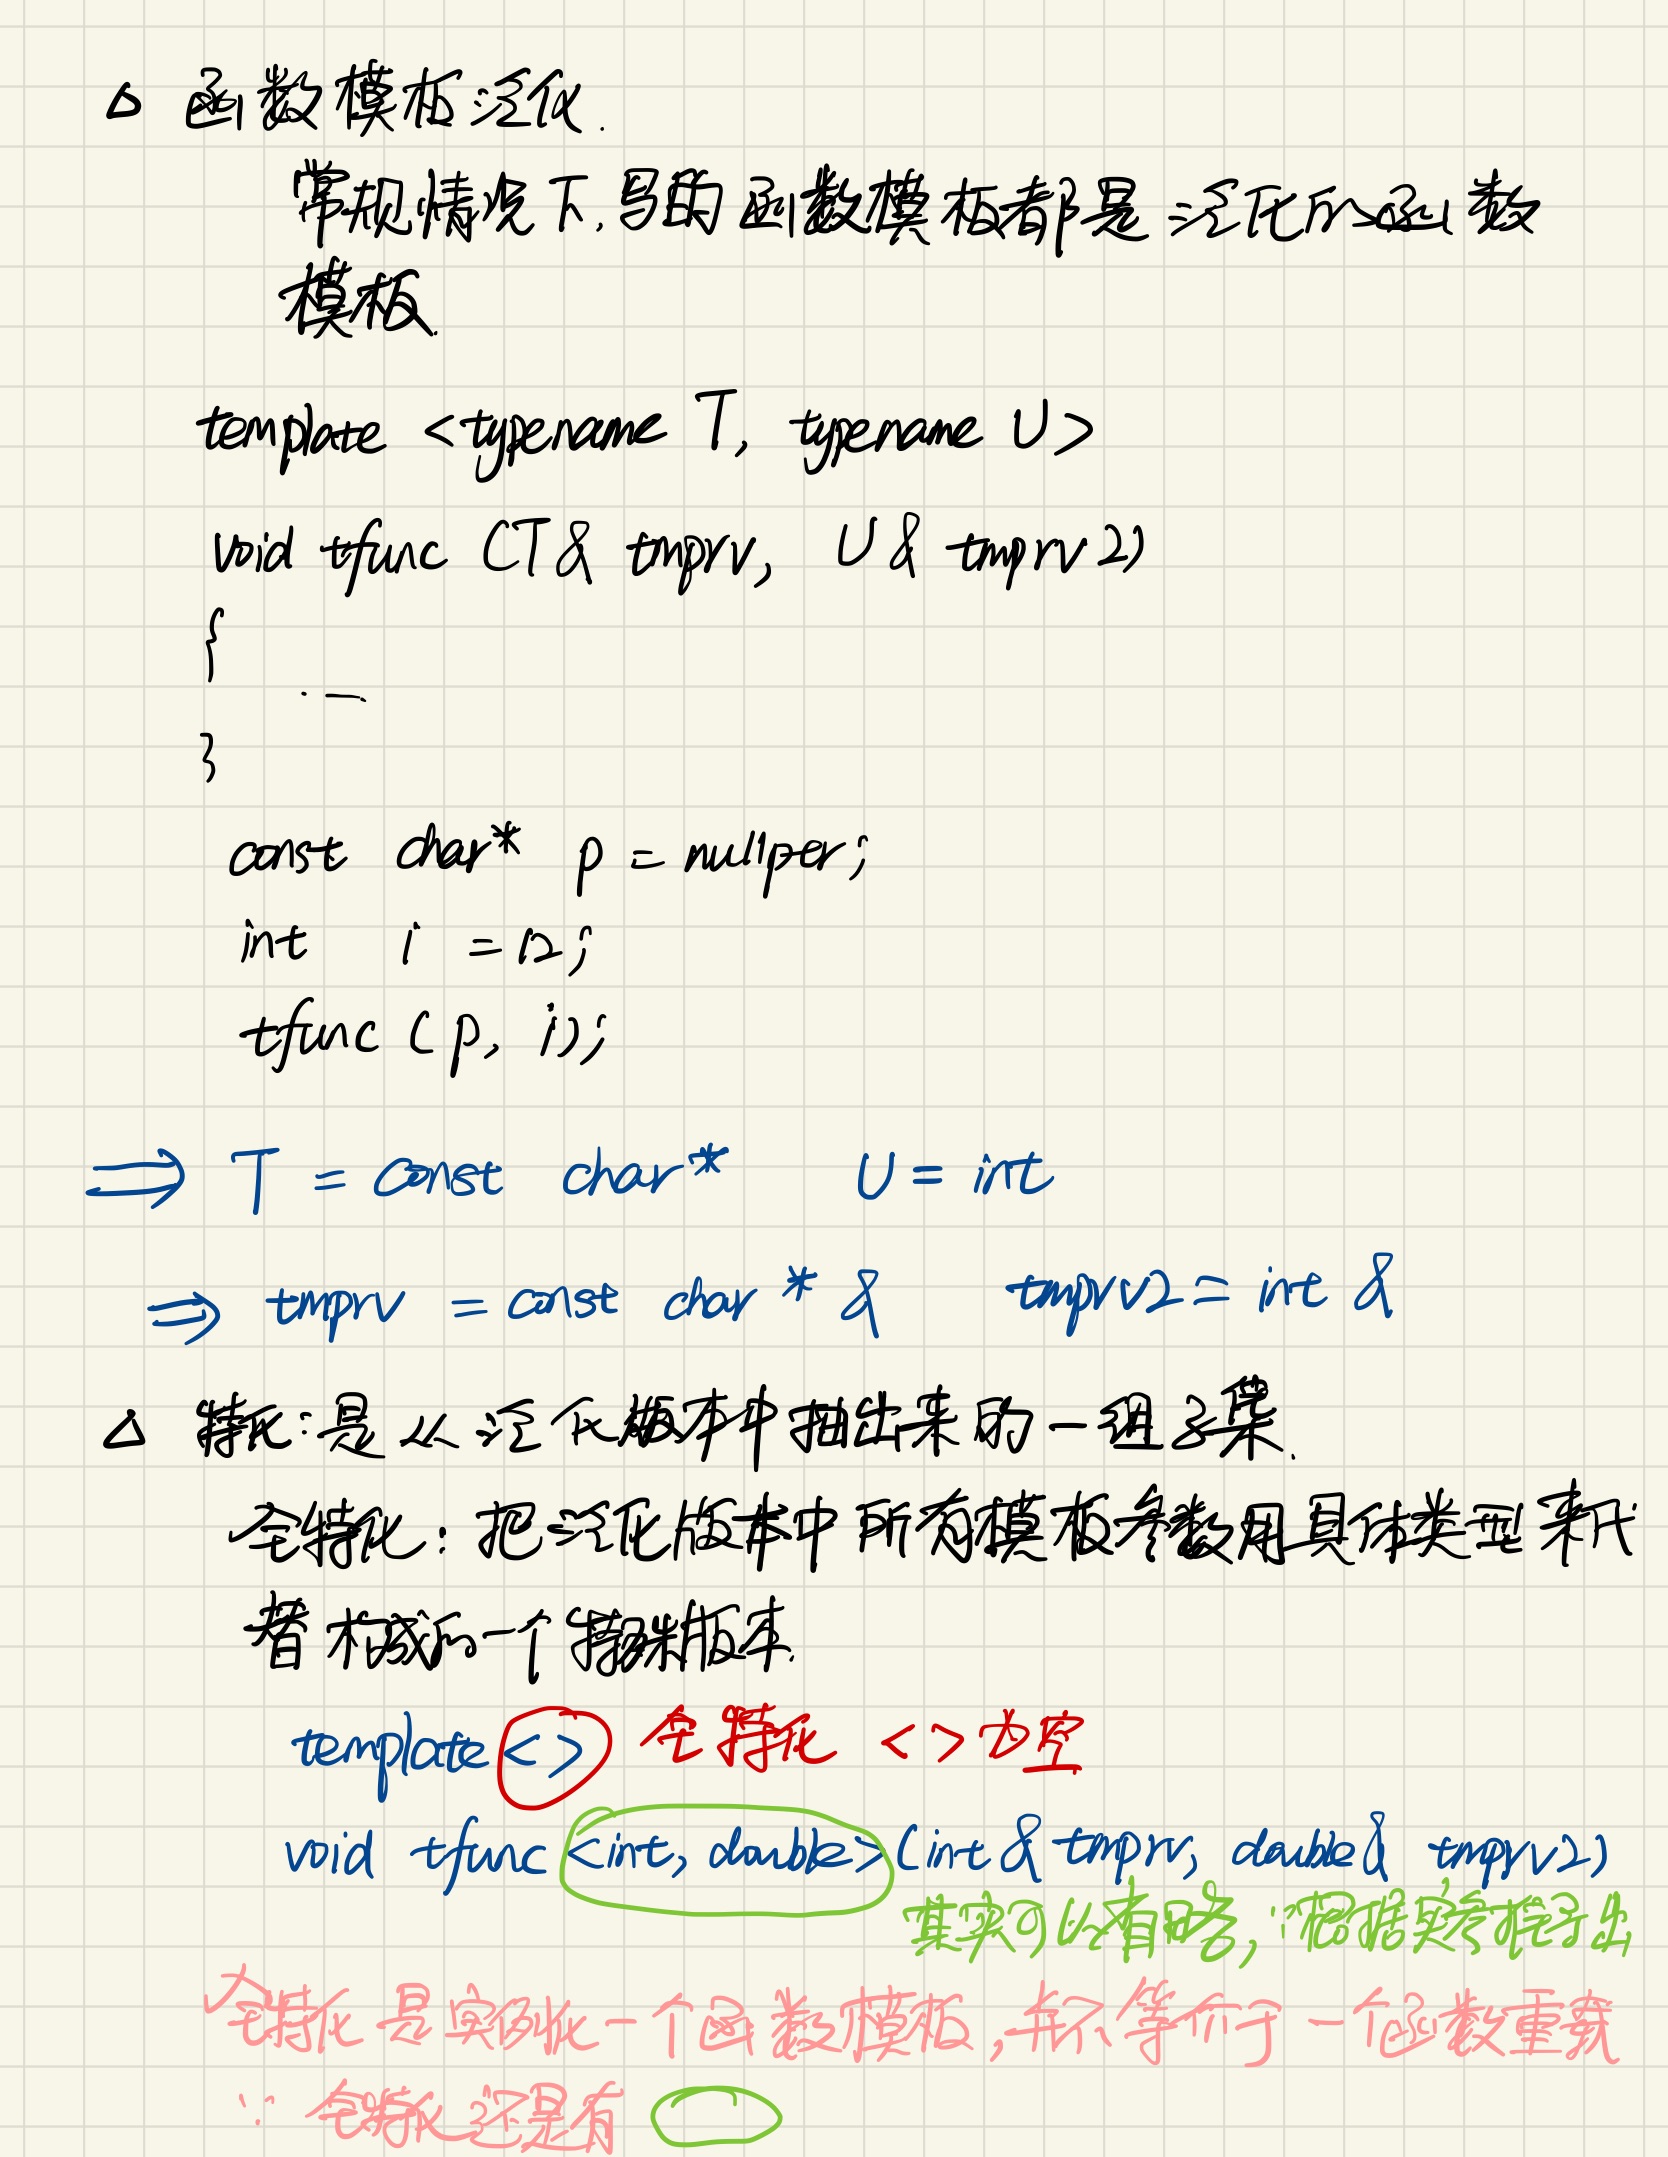 △ 函数模板泛化.
常规情况下,写的函数模板都是泛化的函数
模板.
template <typename T, typename U>
void tfunc (T& tmprv, U& tmprv2)
{
...
}
const char* p = nullper;
int i = 12;
tfunc (p, i);
⇒ T = const char* U = int
⇒ tmprv = const char * & tmprv2 = int &
△ 特化:是从泛化版本中抽出来的一组子集.
全特化:把泛化版本中所有模板参数用具体类型来代
替构成的一个特殊版本.
template <> 全特化 <> 为空
void tfunc <int, double> (int & tmprv, double& tmprv2)
其实可以省略, ∵根据实参推导出
全特化是实例化一个函数模板,并不等价于一个函数重载
∵ 全特化还是有